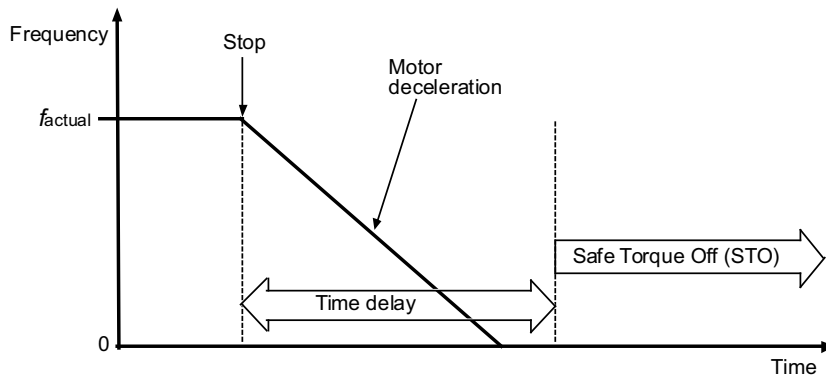 Frequency
Stop
Motor
deceleration
factual
Safe Torque Off (STO)
Time delay
0
Time